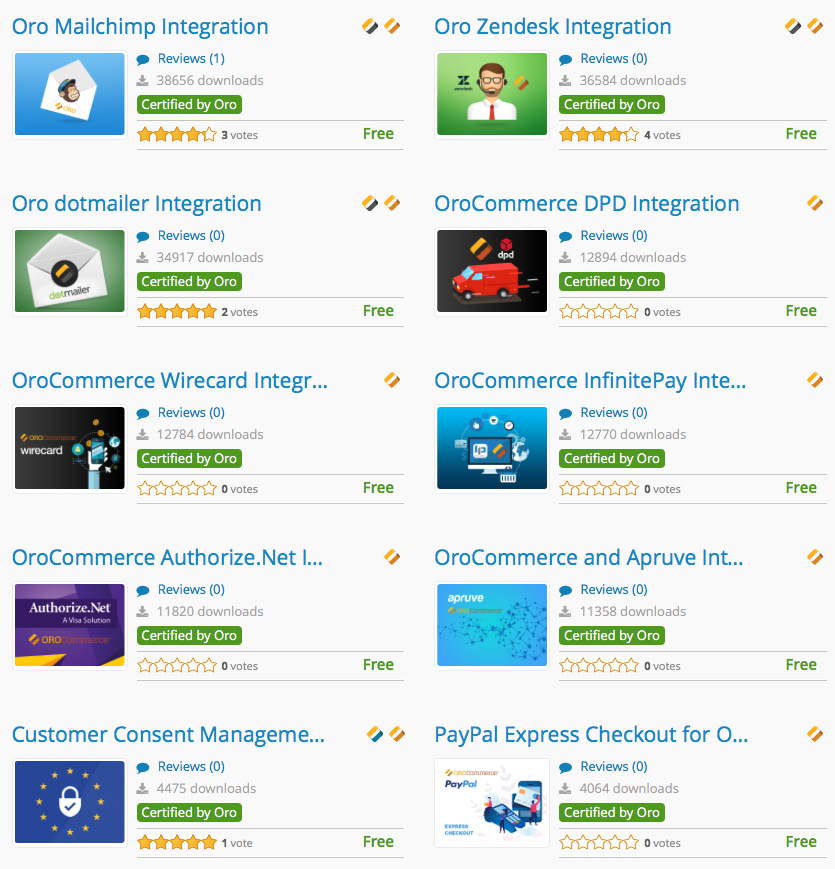 Oro Mailchimp Integration
Reviews (1)
38656 downloads
Certified by Oro
3 votes
Free
ORO
Oro Zendesk Integration
Reviews (0)
36584 downloads
Certified by Oro
4 votes
Free
zendesk
Oro dotmailer Integration
Reviews (0)
34917 downloads
Certified by Oro
2 votes
Free
dotmailer
OroCommerce DPD Integration
Reviews (0)
12894 downloads
Certified by Oro
0 votes
Free
dpd
OroCommerce Wirecard Integr...
Reviews (0)
12784 downloads
Certified by Oro
0 votes
Free
OROCOMMERCE
wirecard
OroCommerce InfinitePay Inte...
Reviews (0)
12770 downloads
Certified by Oro
0 votes
Free
ip
OroCommerce Authorize.Net I...
Reviews (0)
11820 downloads
Certified by Oro
0 votes
Free
Authorize.Net
A Visa Solution
OROCOMMERCE
OroCommerce and Apruve Int...
Reviews (0)
11358 downloads
Certified by Oro
0 votes
Free
apruve
OROCOMMERCE
Customer Consent Manageme...
Reviews (0)
4475 downloads
Certified by Oro
1 vote
Free
PayPal Express Checkout for O...
Reviews (0)
4064 downloads
Certified by Oro
0 votes
Free
OROCOMMERCE
PayPal
EXPRESS
CHECKOUT